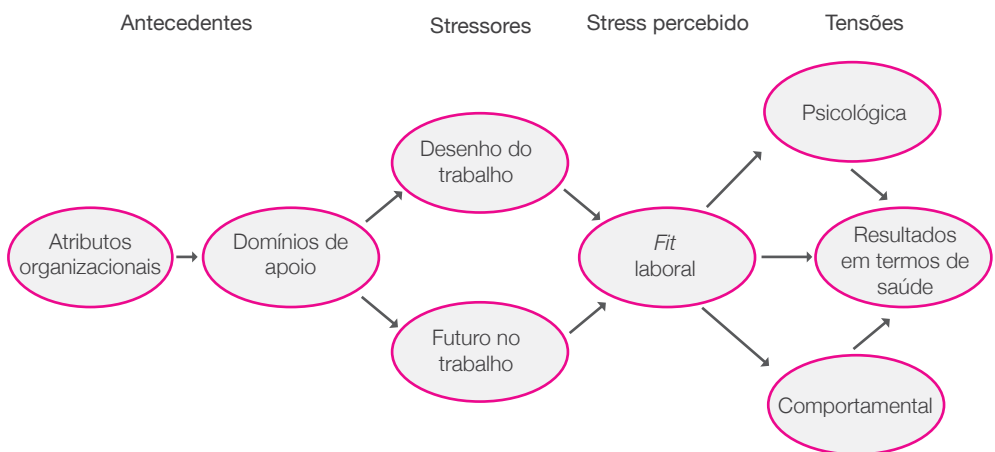 Antecedentes
Stressores
Stress percebido
Tensões
Atributos
organizacionais
Domínios de
apoio
Desenho do
trabalho
Futuro no
trabalho
Fit
laboral
Psicológica
Resultados
em termos de
saúde
Comportamental